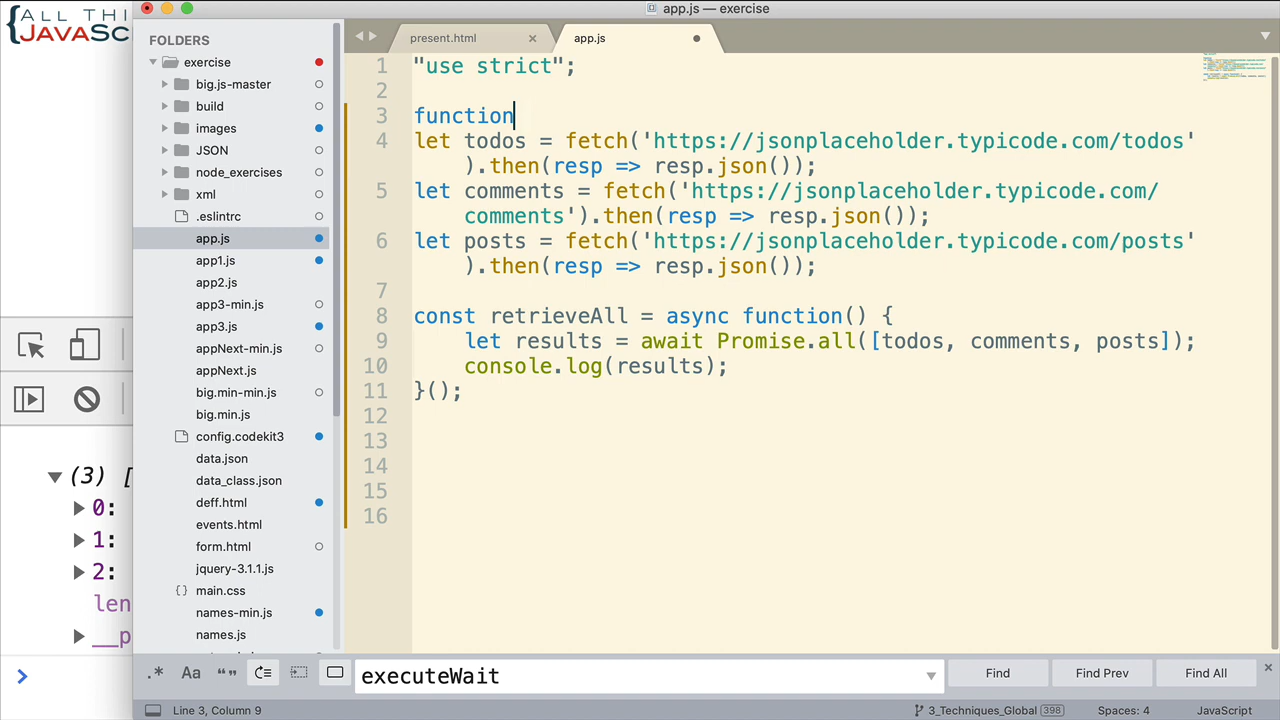 ALL THI
{JAVASC
app.js — exercise
FOLDERS
exercise
big.js-master
build
images
JSON
node_exercises
xml
.eslintrc
app.js
app1.js
app2.js
app3-min.js
app3.js
appNext-min.js
appNext.js
big.min-min.js
big.min.js
config.codekit3
data.json
data_class.json
deff.html
events.html
form.html
jquery-3.1.1.js
main.css
names-min.js
names.js
present.html ×
app.js
1 "use strict";
2
3 function
4 let todos = fetch('https://jsonplaceholder.typicode.com/todos'
).then(resp => resp.json());
5 let comments = fetch('https://jsonplaceholder.typicode.com/
comments').then(resp => resp.json());
6 let posts = fetch('https://jsonplaceholder.typicode.com/posts'
).then(resp => resp.json());
7
8 const retrieveAll = async function() {
9 let results = await Promise.all([todos, comments, posts]);
10 console.log(results);
11 }();
12
13
14
15
16
(3) [
0:
1:
2:
len
__p
>
.* Aa “”
executeWait
Find
Find Prev
Find All
×
Line 3, Column 9
3_Techniques_Global 398
Spaces: 4
JavaScript